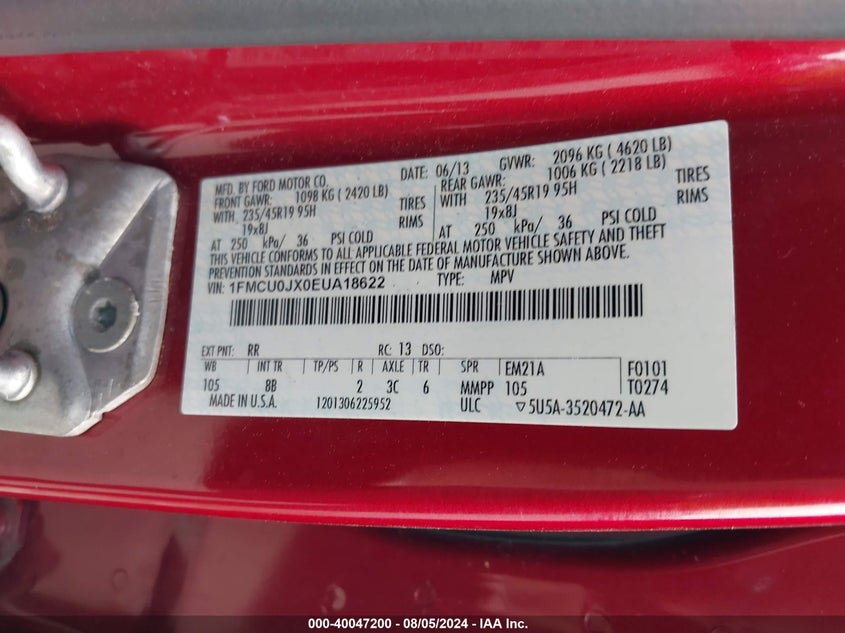 MFD. BY FORD MOTOR CO. DATE: 06/13 GVWR: 2096 KG ( 4620 LB)
FRONT GAWR: 1098 KG ( 2420 LB) REAR GAWR: 1006 KG ( 2218 LB)
WITH 235/45R19 95H TIRES WITH 235/45R19 95H TIRES
19x8J RIMS 19x8J RIMS
AT 250 kPa/ 36 PSI COLD AT 250 kPa/ 36 PSI COLD
THIS VEHICLE CONFORMS TO ALL APPLICABLE FEDERAL MOTOR VEHICLE SAFETY AND THEFT
PREVENTION STANDARDS IN EFFECT ON THE DATE OF MANUFACTURE SHOWN ABOVE.
VIN: 1FMCU0JX0EUA18622 TYPE: MPV
EXT PNT: RR RC: 13 DSO:
WB INT TR TP/PS R AXLE TR SPR EM21A F0101
105 8B 2 3C 6 MMPP 105 T0274
MADE IN U.S.A. 1201306225952 ULC ▽5U5A-3520472-AA
000-40047200 - 08/05/2024 - IAA Inc.